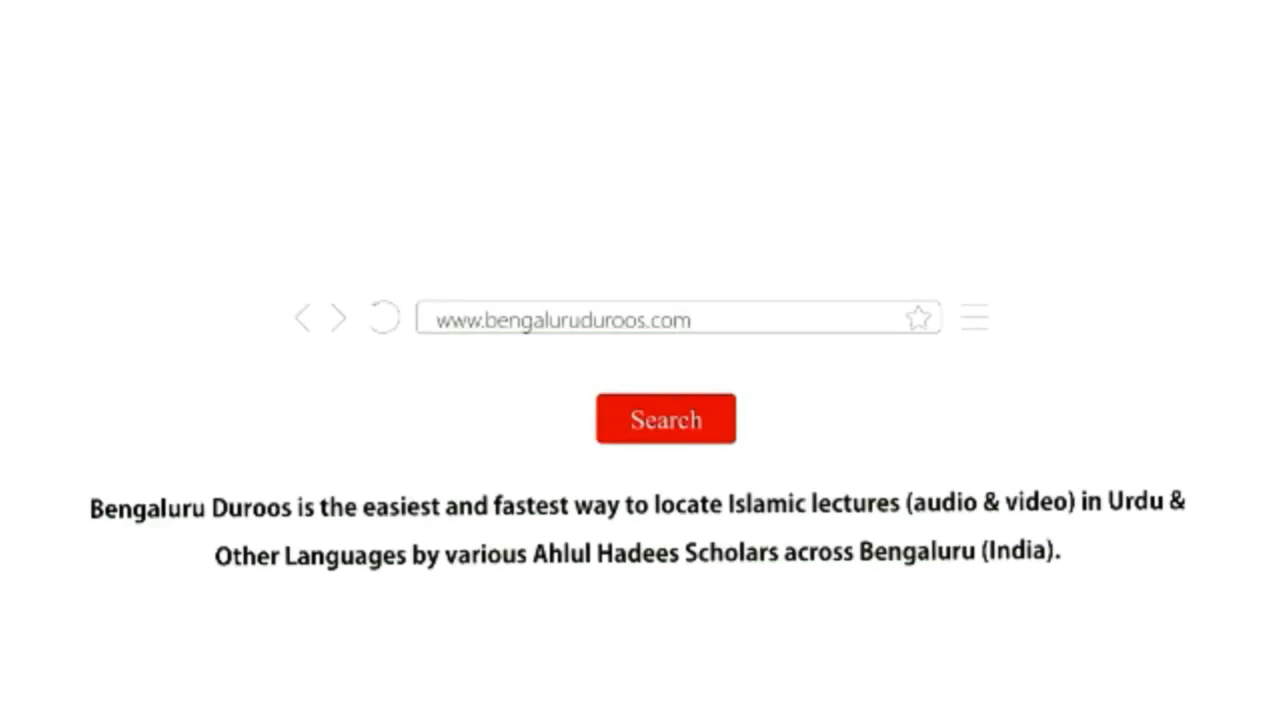 www.bengaluruduroos.com
Search
Bengaluru Duroos is the easiest and fastest way to locate Islamic lectures (audio & video) in Urdu &
Other Languages by various Ahlul Hadees Scholars across Bengaluru (India).